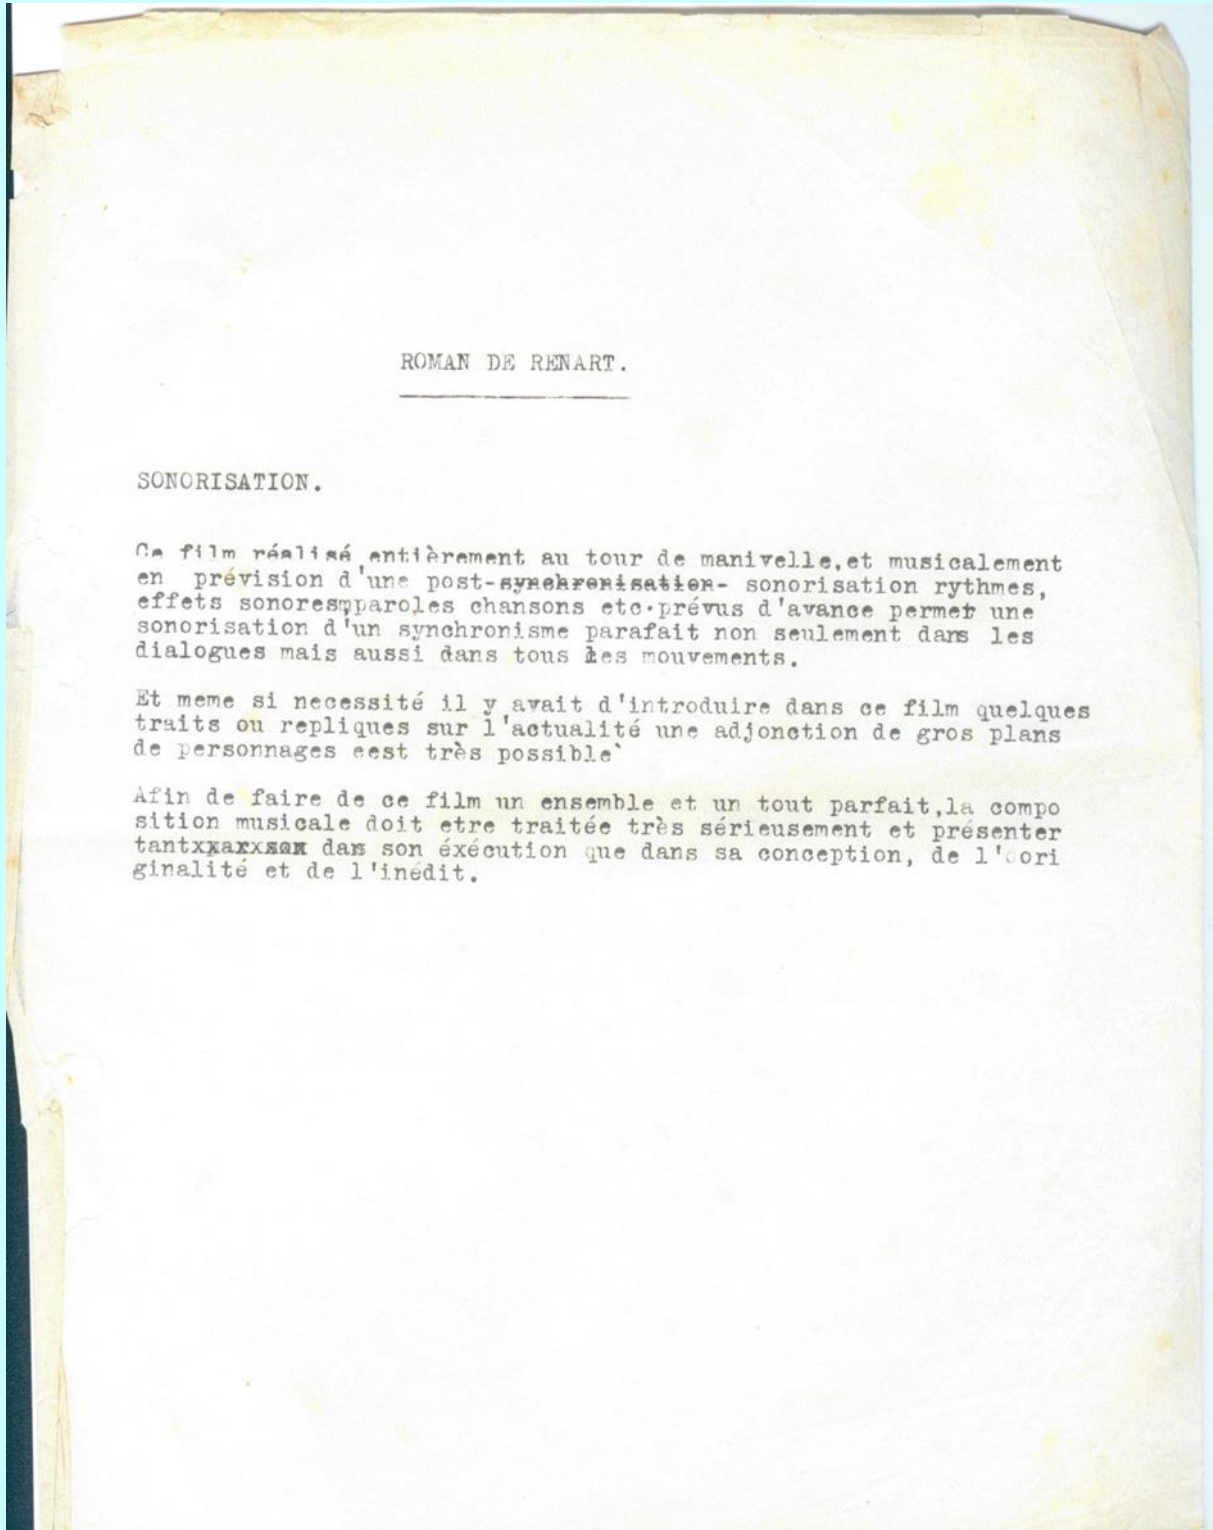 ROMAN DE RENART.
SONORISATION.
Ce film réalisé entièrement au tour de manivelle,et musicalement
en prévision d'une post-synchronisation- sonorisation rythmes,
effets sonores,paroles chansons etc.prévus d'avance permet une
sonorisation d'un synchronisme parafait non seulement dans les
dialogues mais aussi dans tous les mouvements.
Et meme si necessité il y avait d'introduire dans ce film quelques
traits ou repliques sur l'actualité une adjonction de gros plans
de personnages eest très possible`
Afin de faire de ce film un ensemble et un tout parfait,la compo
sition musicale doit etre traitée très sérieusement et présenter
tant dans son éxécution que dans sa conception, de l'oori
ginalité et de l'inédit.